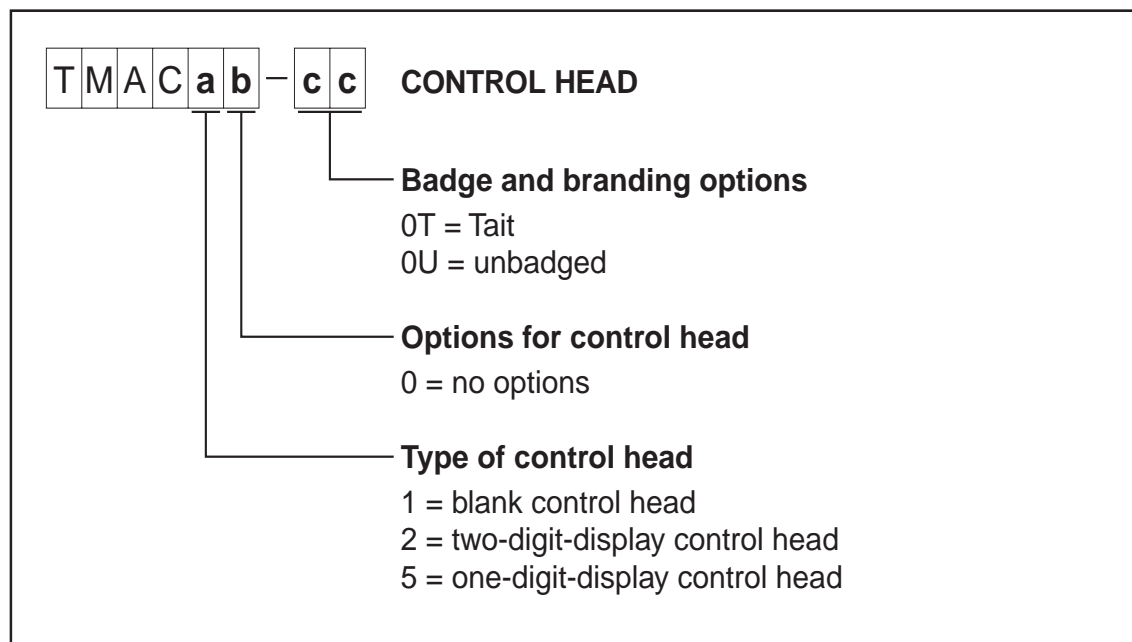 TMACab–cc CONTROL HEAD
Badge and branding options
0T = Tait
0U = unbadged
Options for control head
0 = no options
Type of control head
1 = blank control head
2 = two-digit-display control head
5 = one-digit-display control head